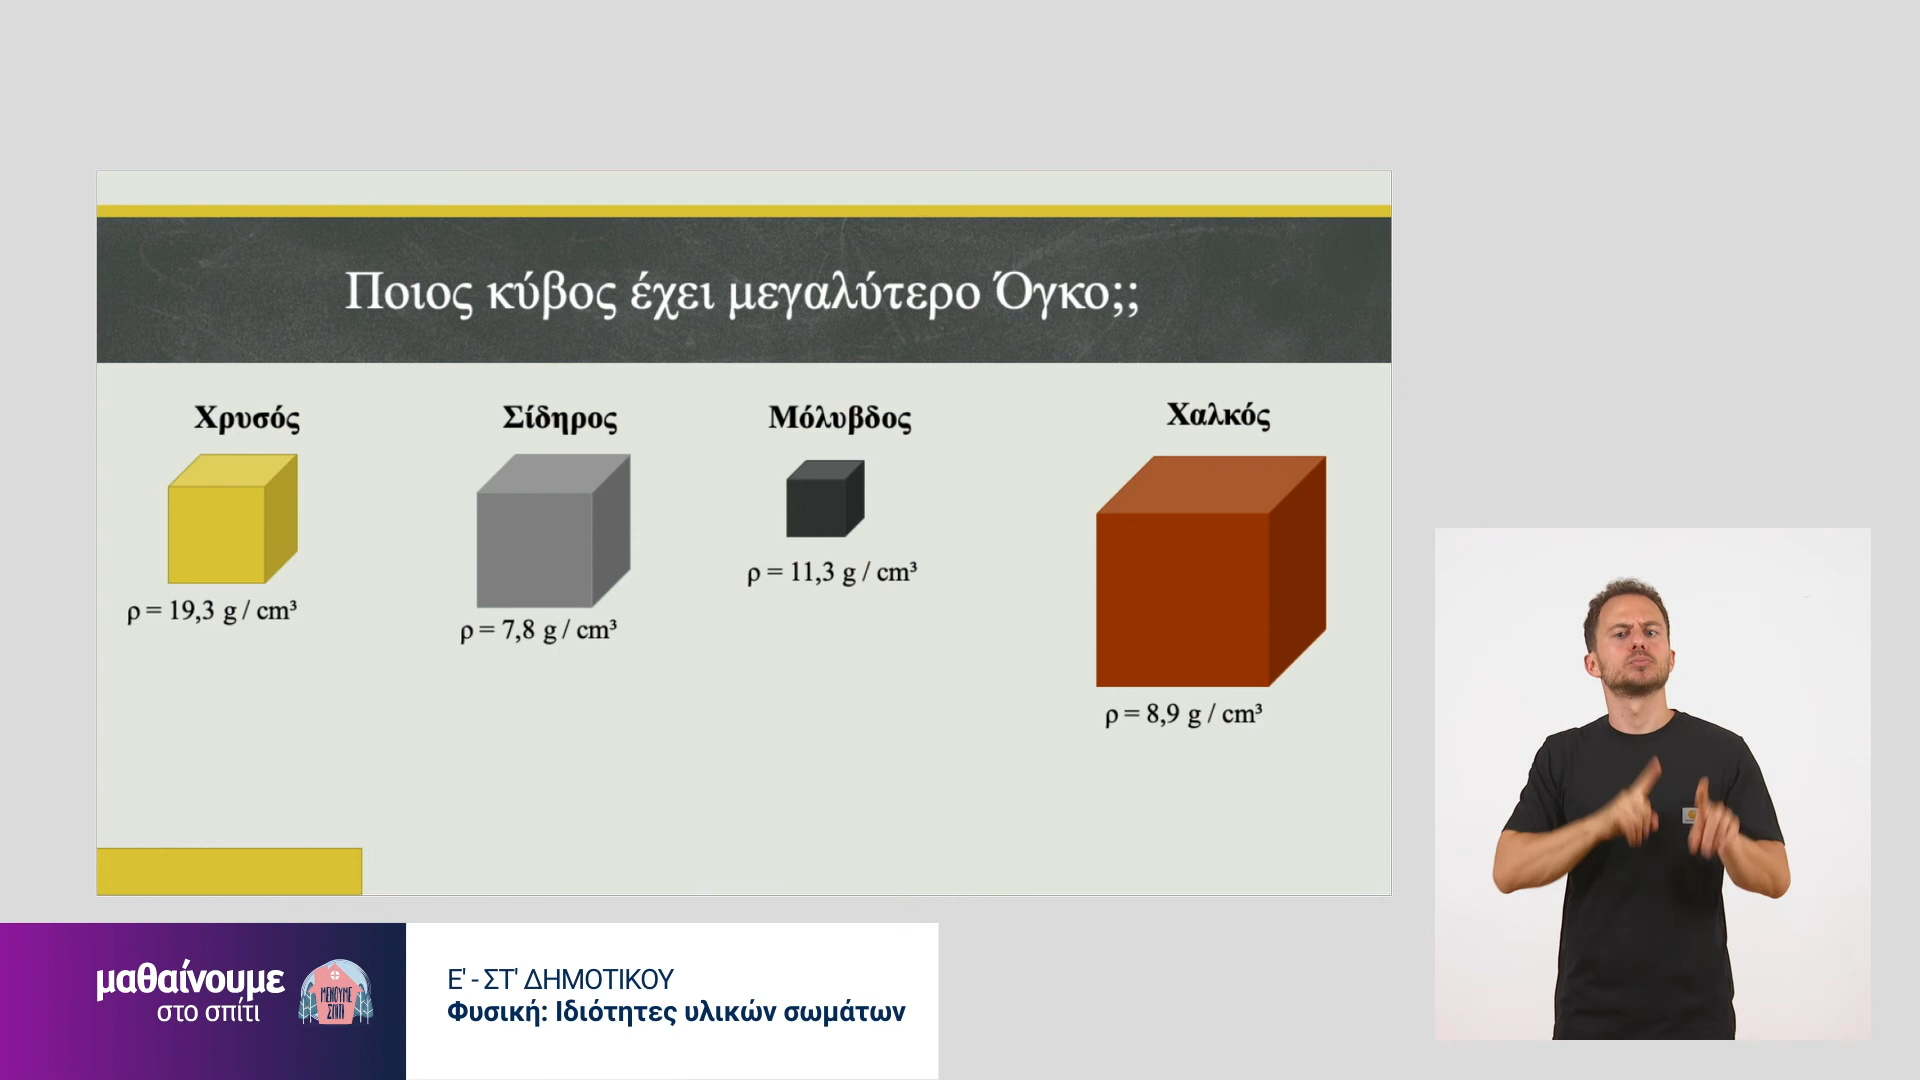 Ποιος κύβος έχει μεγαλύτερο Όγκο;;
Χρυσός
Σίδηρος
Μόλυβδος
Χαλκός
ρ = 19,3 g / cm³
ρ = 7,8 g / cm³
ρ = 11,3 g / cm³
ρ = 8,9 g / cm³
μαθαίνουμε
στο σπίτι
ΜΕΝΟΥΜΕ
ΣΠΙΤΙ
Ε' - ΣΤ' ΔΗΜΟΤΙΚΟΥ
Φυσική: Ιδιότητες υλικών σωμάτων